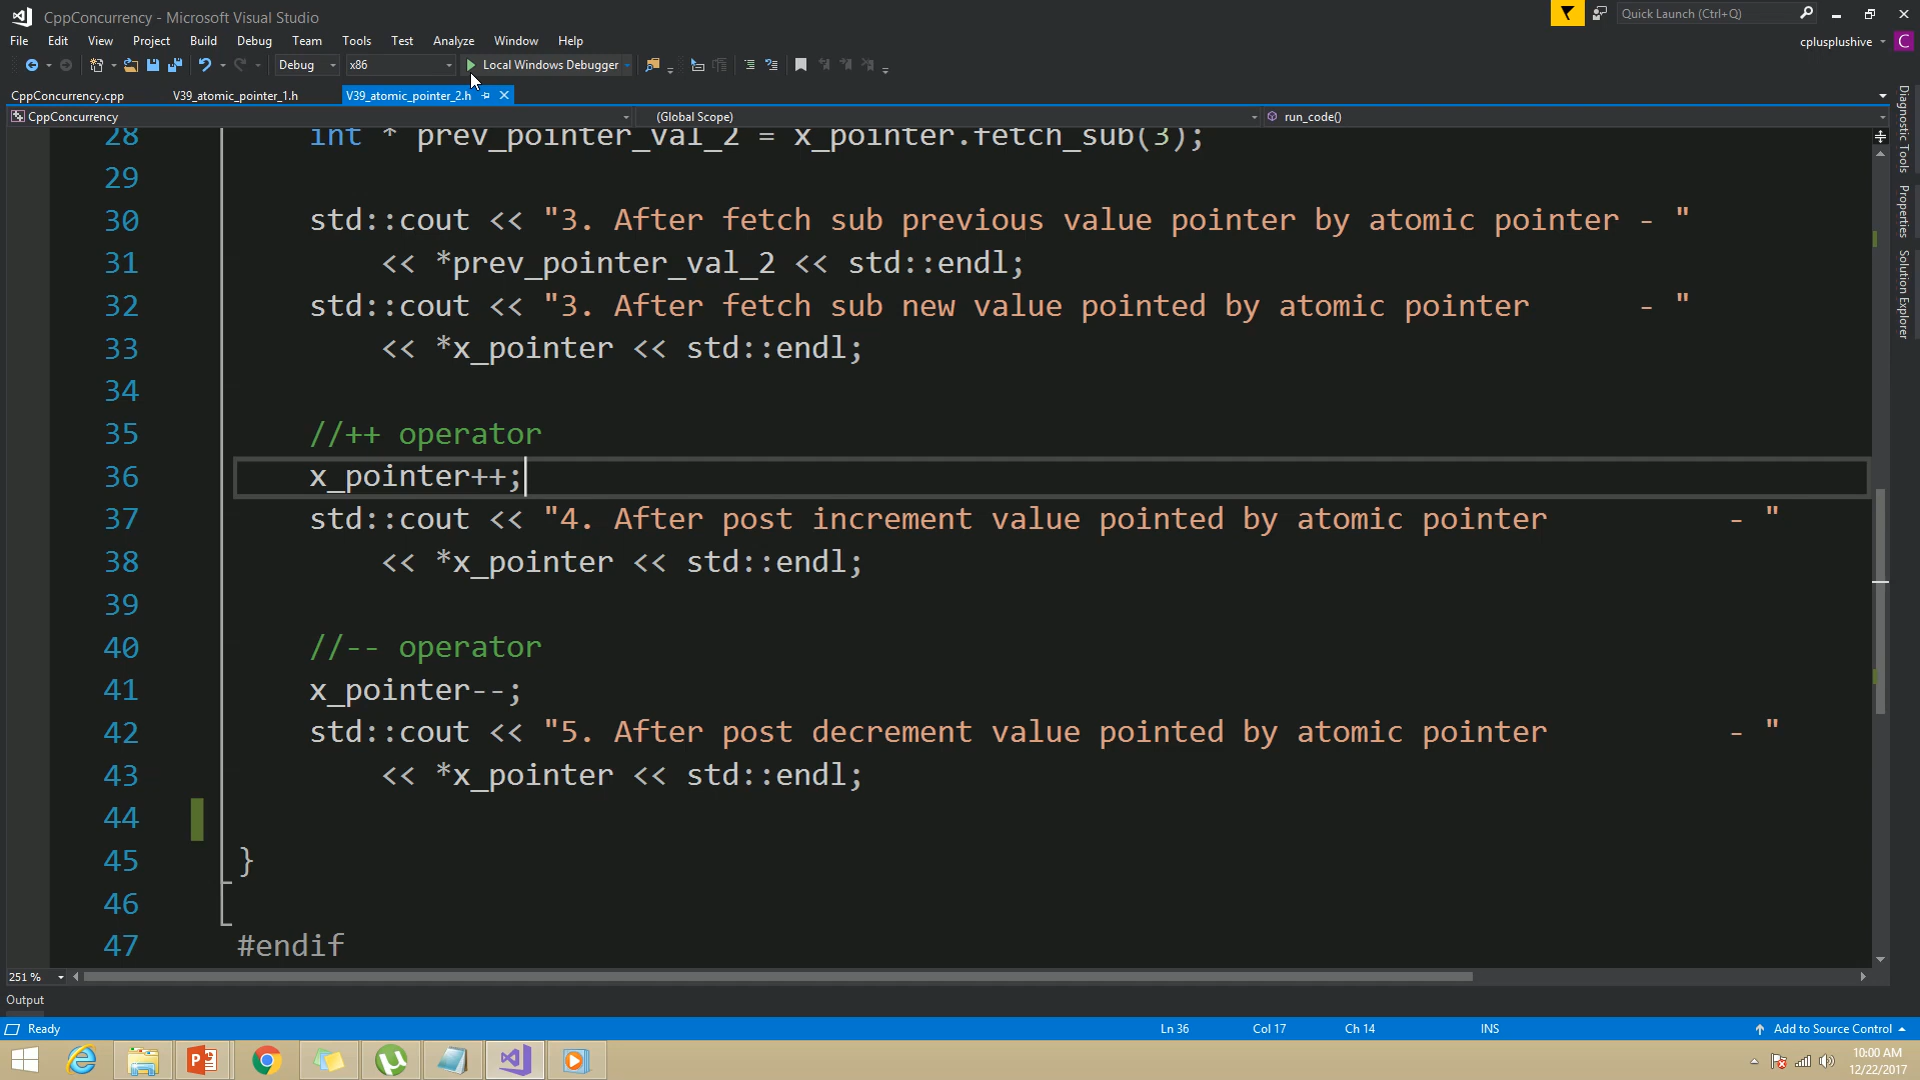 CppConcurrency - Microsoft Visual Studio
Quick Launch (Ctrl+Q)
File Edit View Project Build Debug Team Tools Test Analyze Window Help
cplusplushive C
Debug x86 Local Windows Debugger
CppConcurrency.cpp V39_atomic_pointer_1.h V39_atomic_pointer_2.h
CppConcurrency (Global Scope) run_code()
28 int * prev_pointer_val_2 = x_pointer.fetch_sub(3);
29
30 std::cout << "3. After fetch sub previous value pointer by atomic pointer - "
31 << *prev_pointer_val_2 << std::endl;
32 std::cout << "3. After fetch sub new value pointed by atomic pointer - "
33 << *x_pointer << std::endl;
34
35 //++ operator
36 x_pointer++;
37 std::cout << "4. After post increment value pointed by atomic pointer - "
38 << *x_pointer << std::endl;
39
40 //-- operator
41 x_pointer--;
42 std::cout << "5. After post decrement value pointed by atomic pointer - "
43 << *x_pointer << std::endl;
44
45 }
46
47 #endif
Diagnostic Tools
Properties
Solution Explorer
251 %
Output
Ready Ln 36 Col 17 Ch 14 INS Add to Source Control
10:00 AM
12/22/2017